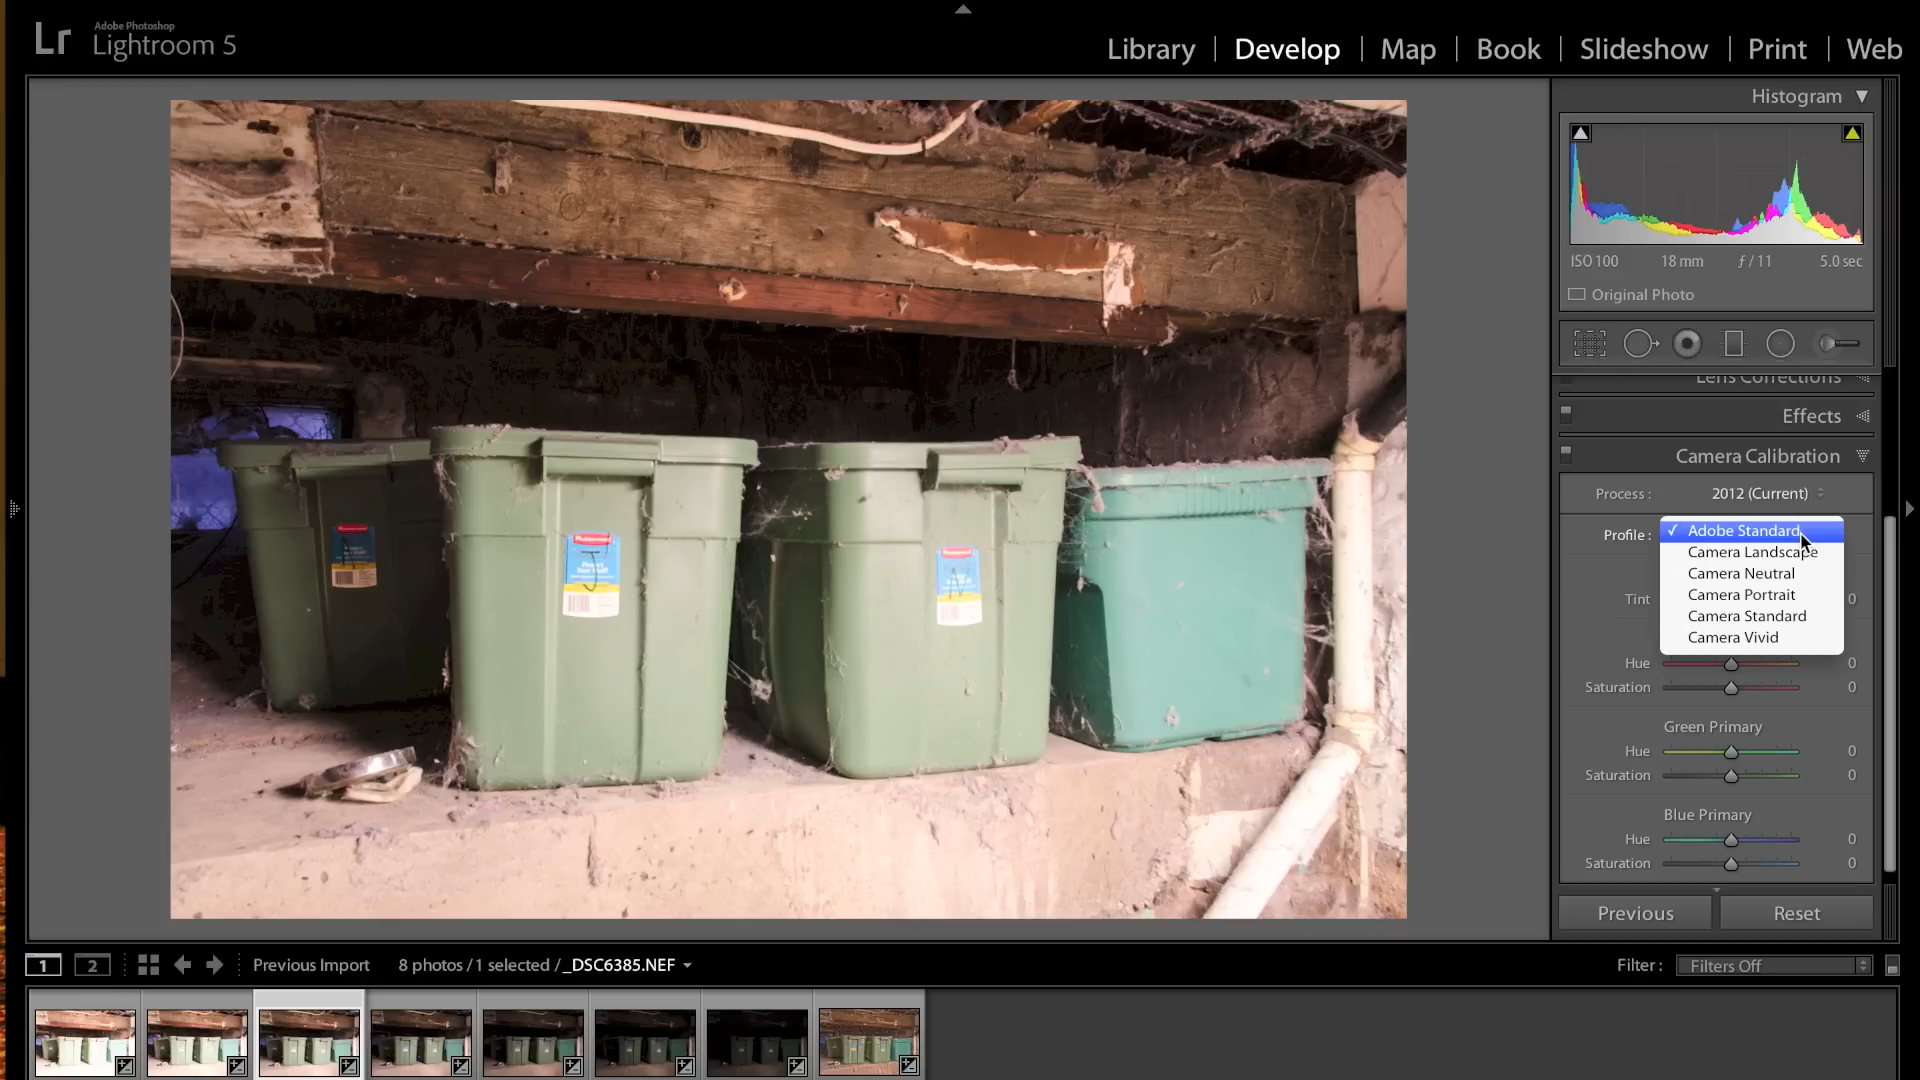 Lr Adobe Photoshop
Lightroom 5
Library | Develop | Map | Book | Slideshow | Print | Web
Histogram
ISO 100 18 mm ƒ / 11 5.0 sec
Original Photo
Lens Corrections
Effects
Camera Calibration
Process : 2012 (Current)
Profile : ✓ Adobe Standard
Camera Landscape
Camera Neutral
Camera Portrait
Camera Standard
Camera Vivid
Tint 0
Hue 0
Saturation 0
Green Primary
Hue 0
Saturation 0
Blue Primary
Hue 0
Saturation 0
Previous Reset
1 2 Previous Import 8 photos / 1 selected / _DSC6385.NEF
Filter : Filters Off